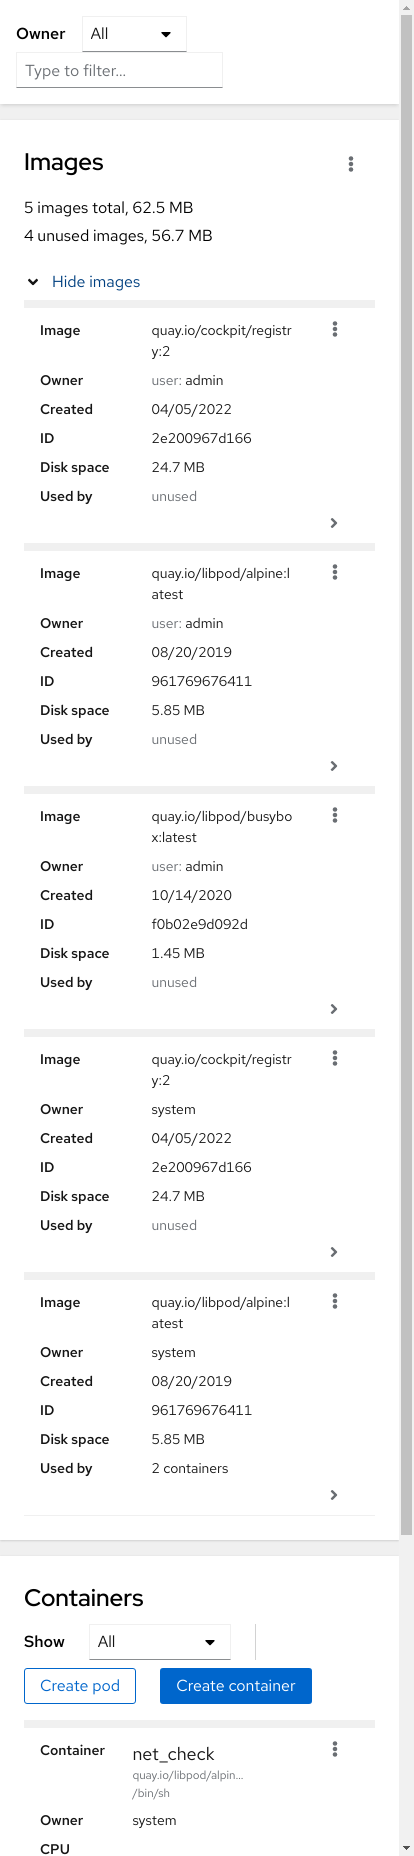 Owner All
Type to filter...
Images
5 images total, 62.5 MB
4 unused images, 56.7 MB
Hide images
Image quay.io/cockpit/registr
y:2
Owner user: admin
Created 04/05/2022
ID 2e200967d166
Disk space 24.7 MB
Used by unused
Image quay.io/libpod/alpine:l
atest
Owner user: admin
Created 08/20/2019
ID 961769676411
Disk space 5.85 MB
Used by unused
Image quay.io/libpod/busybo
x:latest
Owner user: admin
Created 10/14/2020
ID f0b02e9d092d
Disk space 1.45 MB
Used by unused
Image quay.io/cockpit/registr
y:2
Owner system
Created 04/05/2022
ID 2e200967d166
Disk space 24.7 MB
Used by unused
Image quay.io/libpod/alpine:l
atest
Owner system
Created 08/20/2019
ID 961769676411
Disk space 5.85 MB
Used by 2 containers
Containers
Show All
Create pod Create container
Container net_check
quay.io/libpod/alpin...
/bin/sh
Owner system
CPU